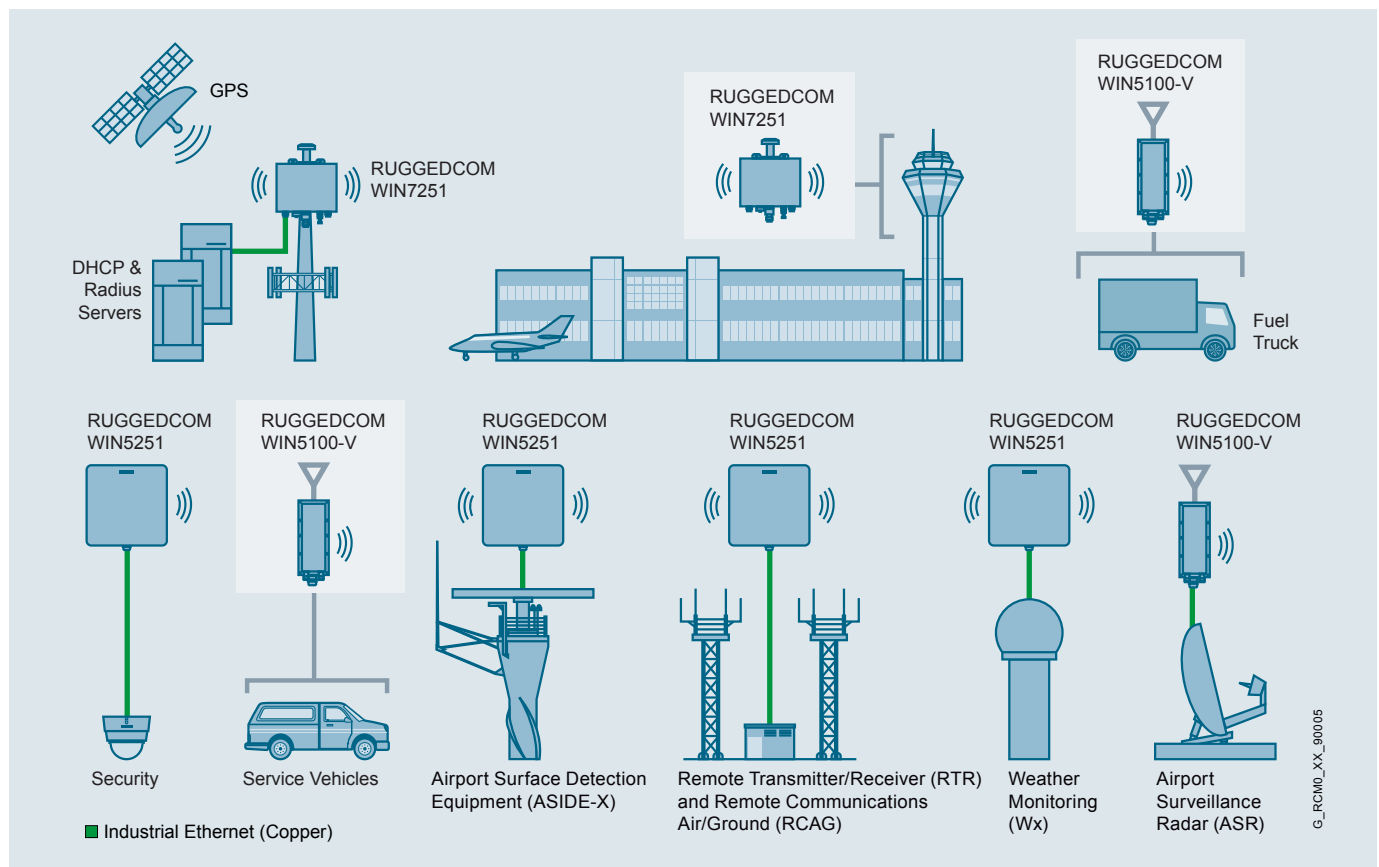 GPS
RUGGEDCOM
WIN7251
DHCP &
Radius
Servers
RUGGEDCOM
WIN7251
RUGGEDCOM
WIN5100-V
Fuel
Truck
RUGGEDCOM
WIN5251
RUGGEDCOM
WIN5100-V
RUGGEDCOM
WIN5251
RUGGEDCOM
WIN5251
RUGGEDCOM
WIN5251
RUGGEDCOM
WIN5100-V
Security
Service Vehicles
Airport Surface Detection
Equipment (ASIDE-X)
Remote Transmitter/Receiver (RTR)
and Remote Communications
Air/Ground (RCAG)
Weather
Monitoring
(Wx)
Airport
Surveillance
Radar (ASR)
Industrial Ethernet (Copper)
G_RCM0_XX_90005